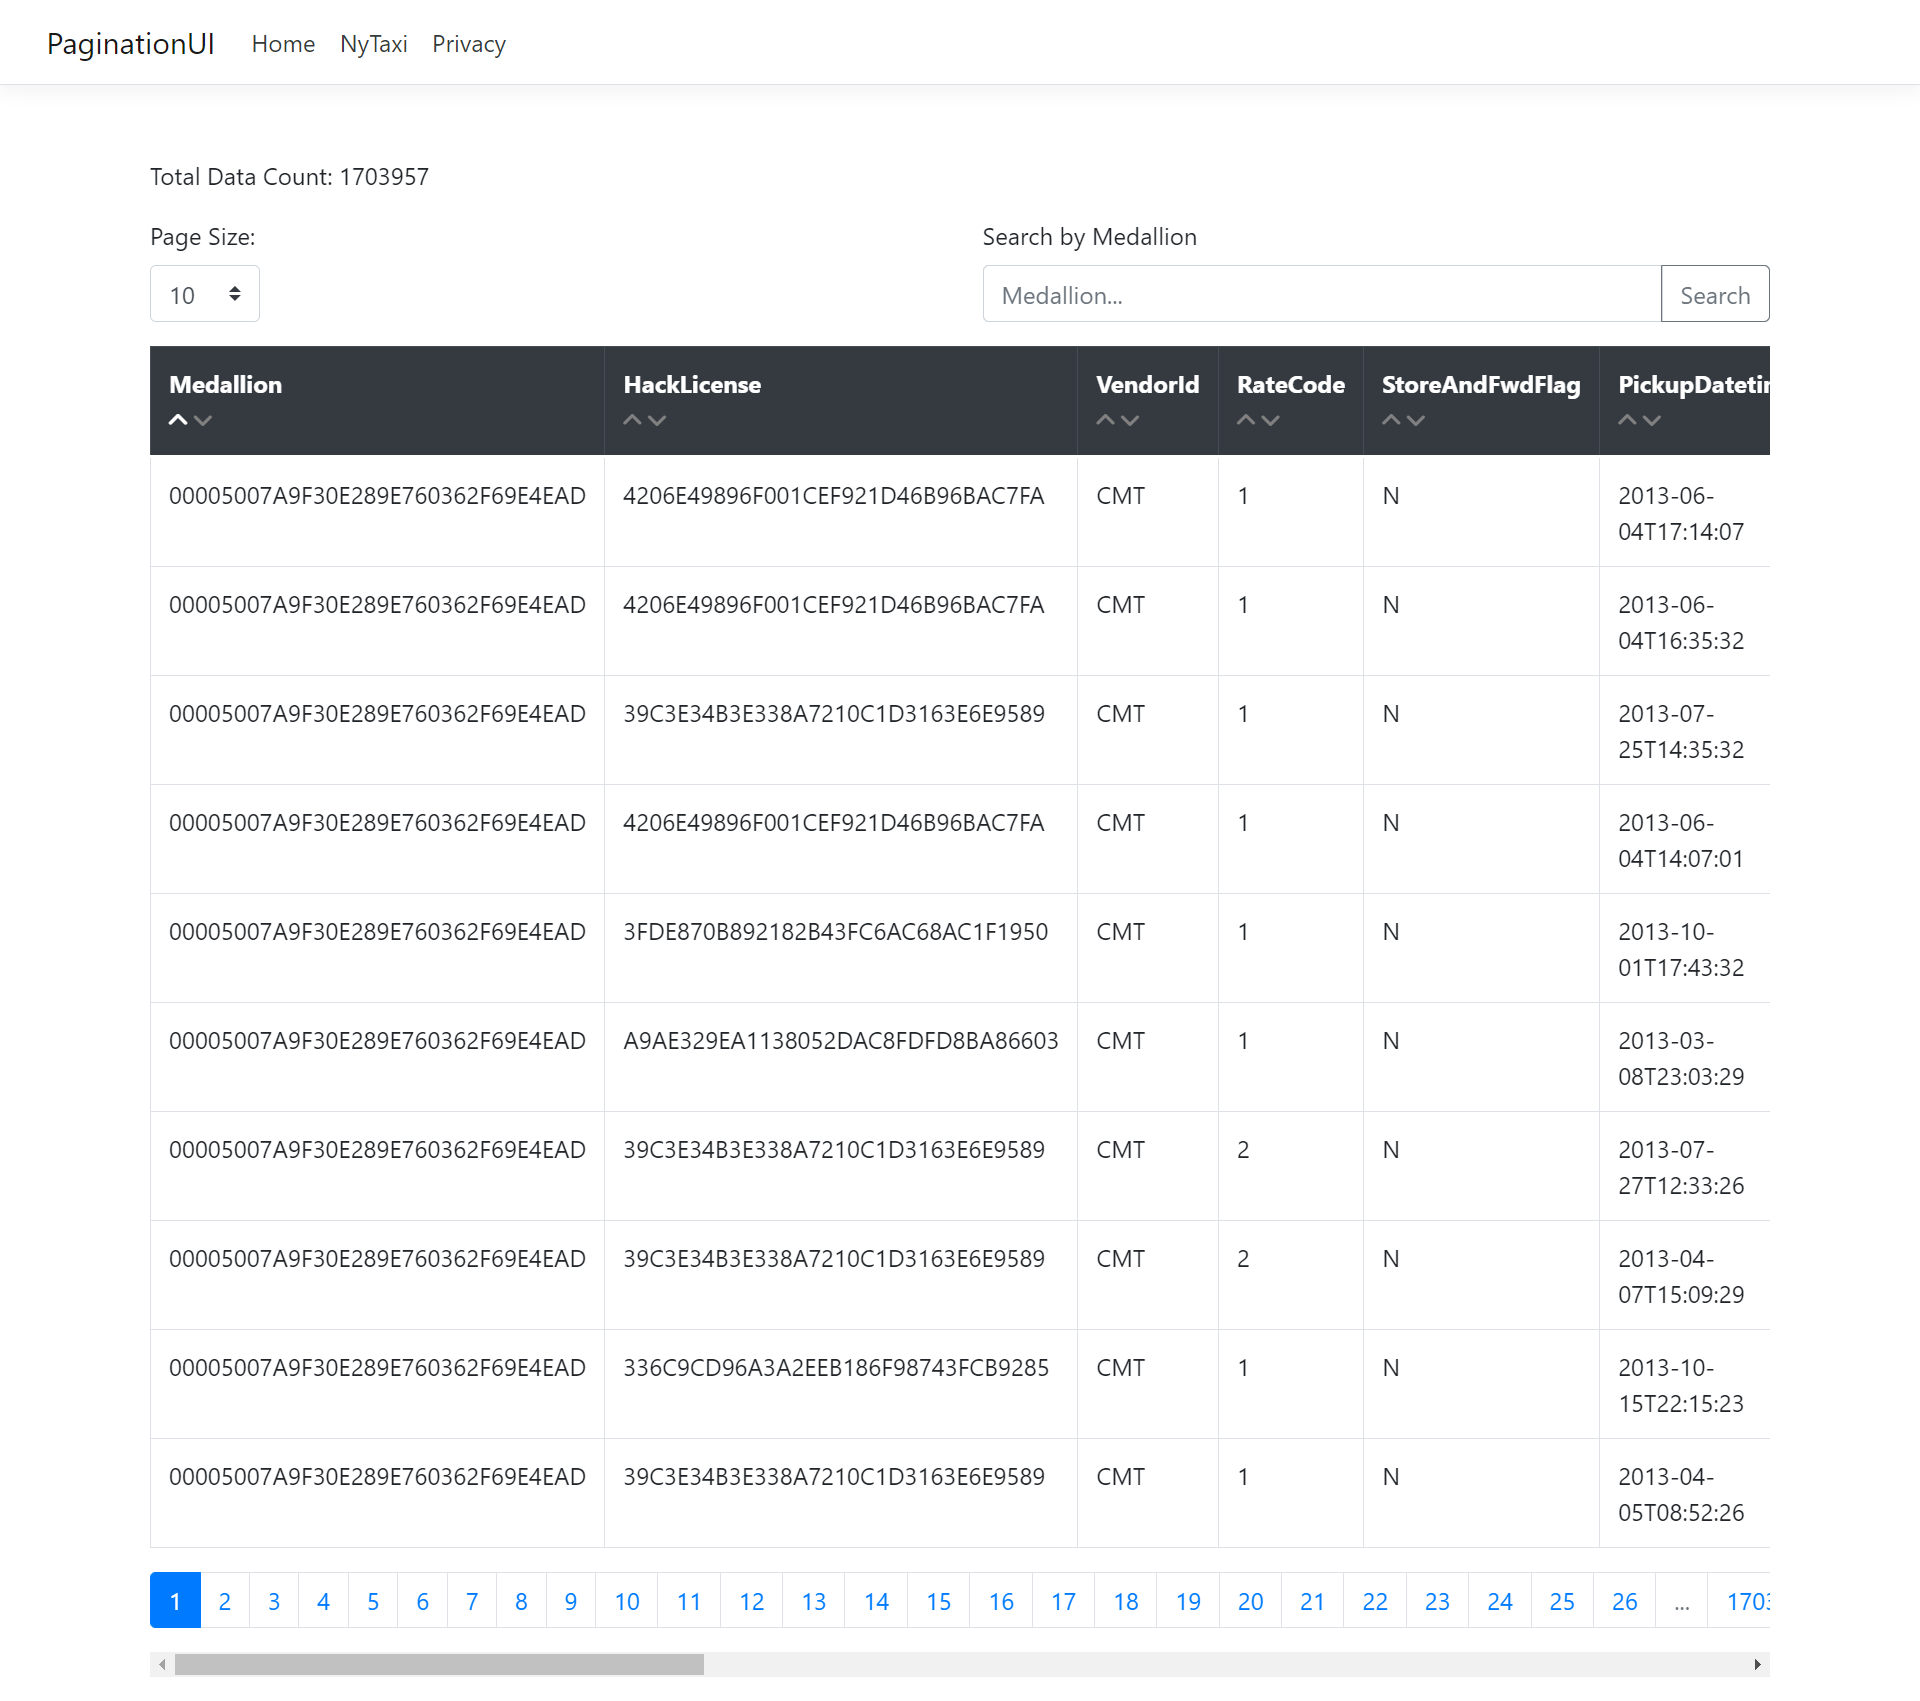 PaginationUI Home NyTaxi Privacy
Total Data Count: 1703957
Page Size:
Search by Medallion
10
Medallion...
Search
Medallion HackLicense VendorId RateCode StoreAndFwdFlag
00005007A9F30E289E760362F69E4EAD 4206E49896F001CEF921D46B96BAC7FA CMT 1 N 2013-06-
04T17:14:07
00005007A9F30E289E760362F69E4EAD 4206E49896F001CEF921D46B96BAC7FA CMT 1 N 2013-06-
04T16:35:32
00005007A9F30E289E760362F69E4EAD 39C3E34B3E338A7210C1D3163E6E9589 CMT 1 N 2013-07-
25T14:35:32
00005007A9F30E289E760362F69E4EAD 4206E49896F001CEF921D46B96BAC7FA CMT 1 N 2013-06-
04T14:07:01
00005007A9F30E289E760362F69E4EAD 3FDE870B892182B43FC6AC68AC1F1950 CMT 1 N 2013-10-
01T17:43:32
00005007A9F30E289E760362F69E4EAD A9AE329EA1138052DAC8FDFD8BA86603 CMT 1 N 2013-03-
08T23:03:29
00005007A9F30E289E760362F69E4EAD 39C3E34B3E338A7210C1D3163E6E9589 CMT 2 N 2013-07-
27T12:33:26
00005007A9F30E289E760362F69E4EAD 39C3E34B3E338A7210C1D3163E6E9589 CMT 2 N 2013-04-
07T15:09:29
00005007A9F30E289E760362F69E4EAD 336C9CD96A3A2EEB186F98743FCB9285 CMT 1 N 2013-10-
15T22:15:23
00005007A9F30E289E760362F69E4EAD 39C3E34B3E338A7210C1D3163E6E9589 CMT 1 N 2013-04-
05T08:52:26
1 2 3 4 5 6 7 8 9 10 11 12 13 14 15 16 17 18 19 20 21 22 23 24 25 26 ...